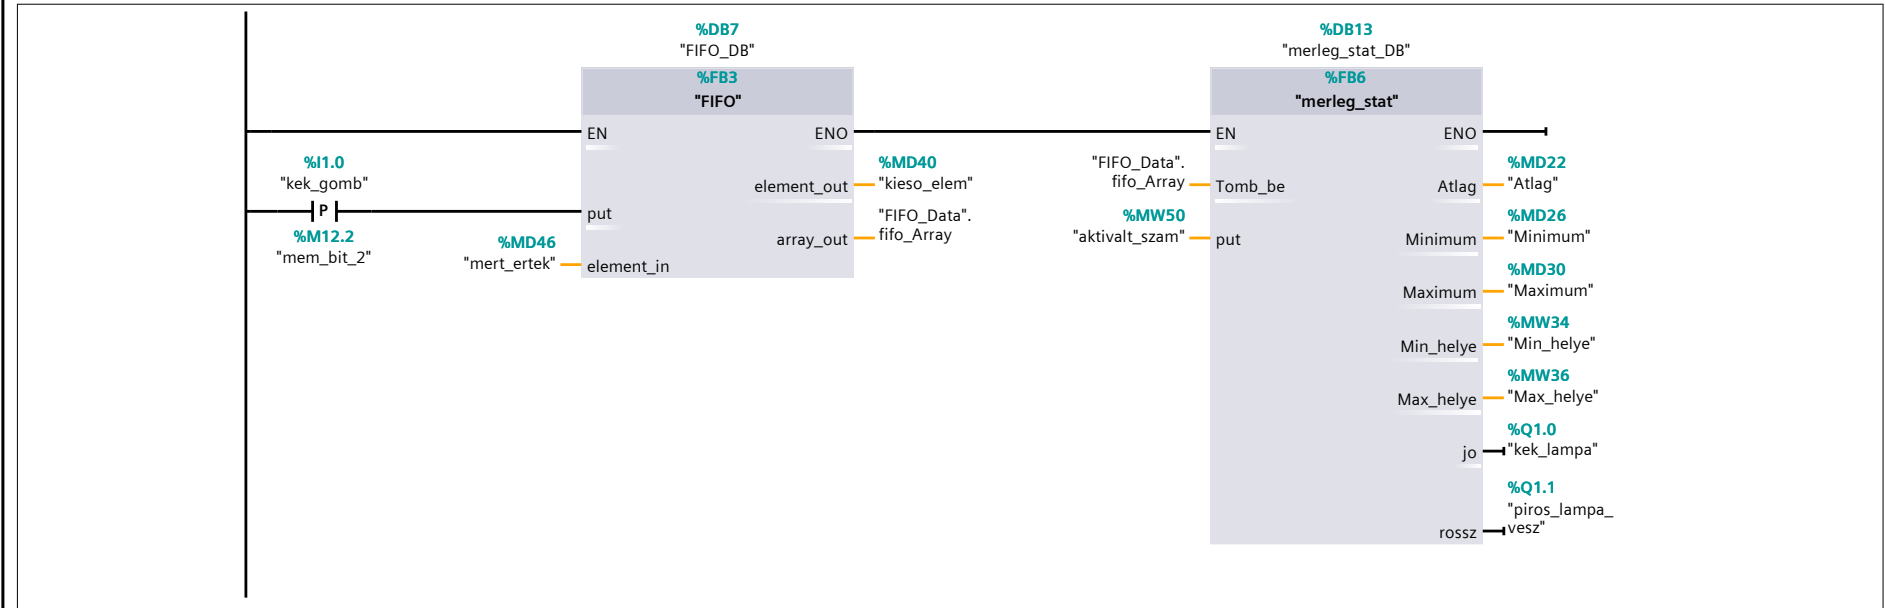 %DB7
"FIFO_DB"
%FB3
"FIFO"
EN
ENO
%I1.0
"kek_gomb"
P
%M12.2
"mem_bit_2"
put
%MD46
"mert_ertek"
element_in
element_out
%MD40
"kieso_elem"
array_out
"FIFO_Data".
fifo_Array
%DB13
"merleg_stat_DB"
%FB6
"merleg_stat"
EN
ENO
"FIFO_Data".
fifo_Array
Tomb_be
%MW50
"aktivalt_szam"
put
Atlag
%MD22
"Atlag"
Minimum
%MD26
"Minimum"
Maximum
%MD30
"Maximum"
Min_helye
%MW34
"Min_helye"
Max_helye
%MW36
"Max_helye"
jo
%Q1.0
"kek_lampa"
rossz
%Q1.1
"piros_lampa_
vesz"